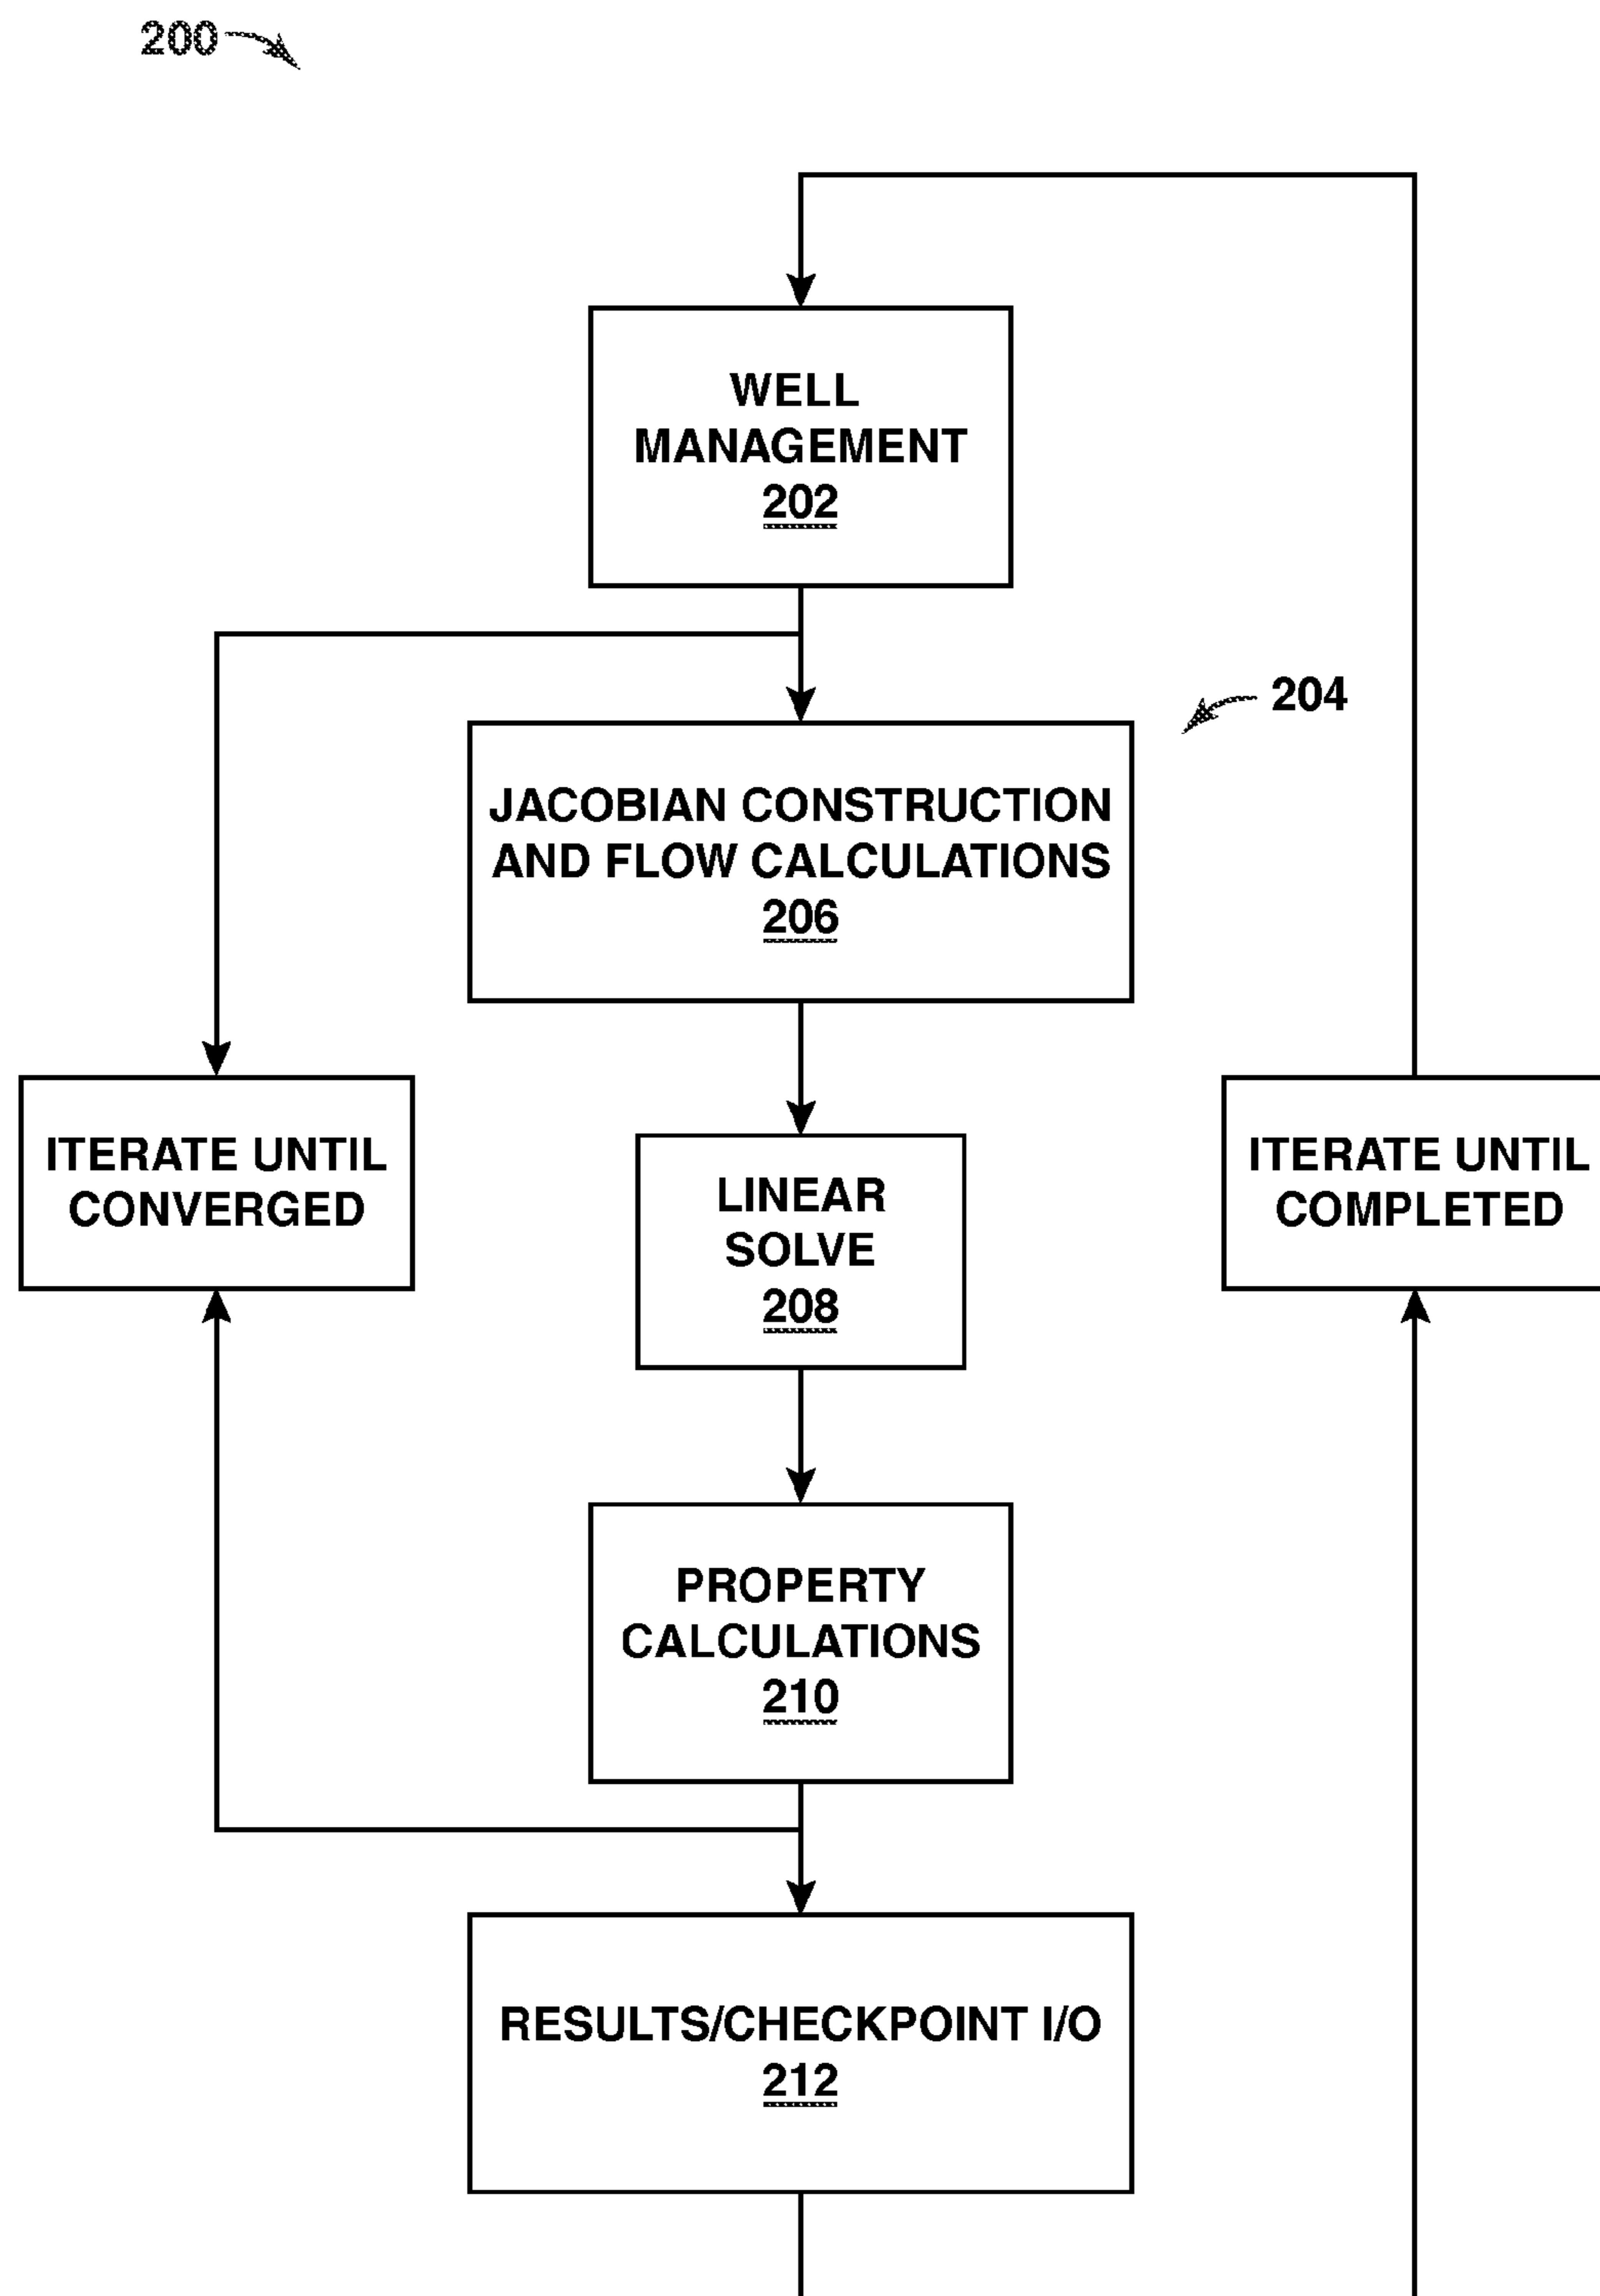 200
WELL
MANAGEMENT
202
204
JACOBIAN CONSTRUCTION
AND FLOW CALCULATIONS
206
ITERATE UNTIL
CONVERGED
LINEAR
SOLVE
208
ITERATE UNTIL
COMPLETED
PROPERTY
CALCULATIONS
210
RESULTS/CHECKPOINT I/O
212